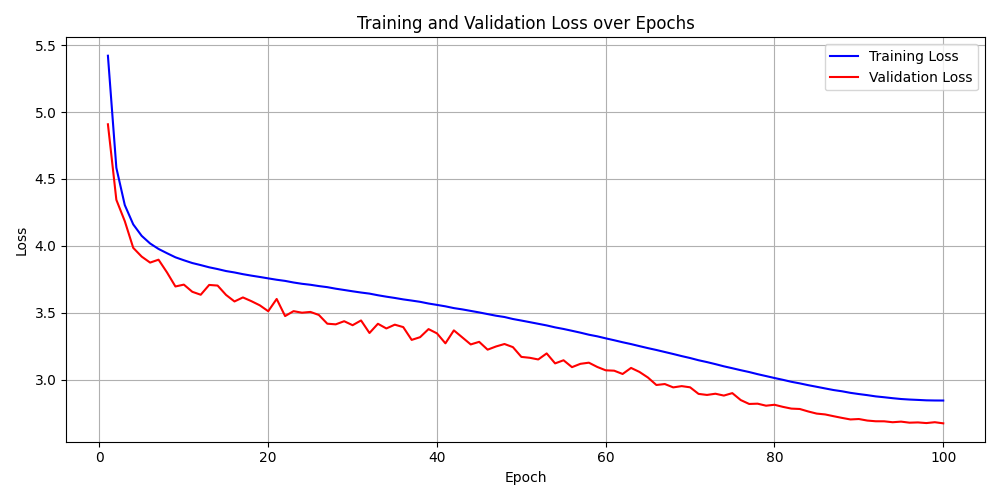 Training and Validation Loss over Epochs
Training Loss
Validation Loss
5.5
5.0
4.5
4.0
3.5
3.0
Loss
0
20
40
60
80
100
Epoch